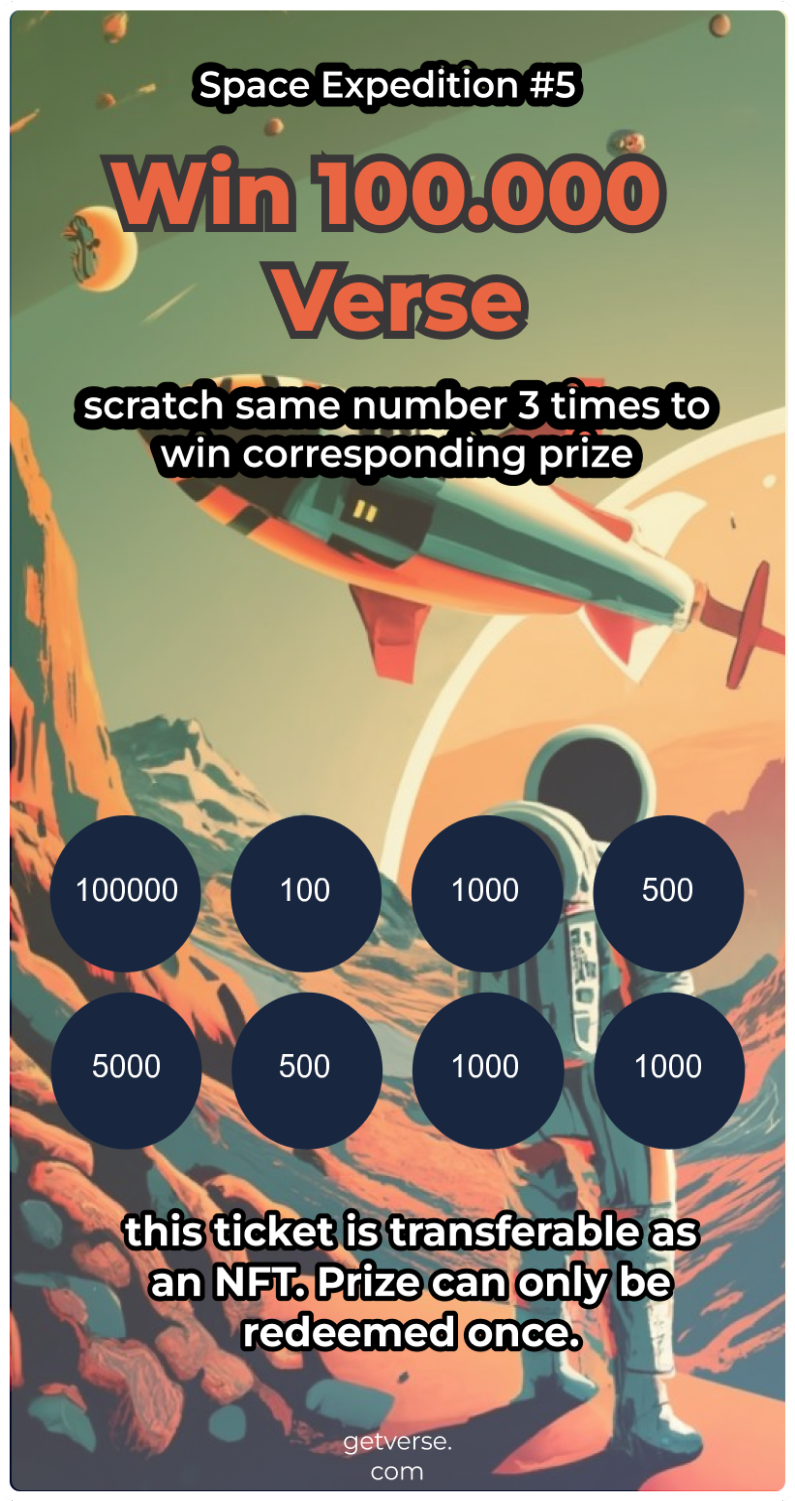 Space Expedition #5
Win 100.000
Verse
scratch same number 3 times to
win corresponding prize
100000 100 1000 500
5000 500 1000 1000
this ticket is transferable as
an NFT. Prize can only be
redeemed once.
getverse.
com